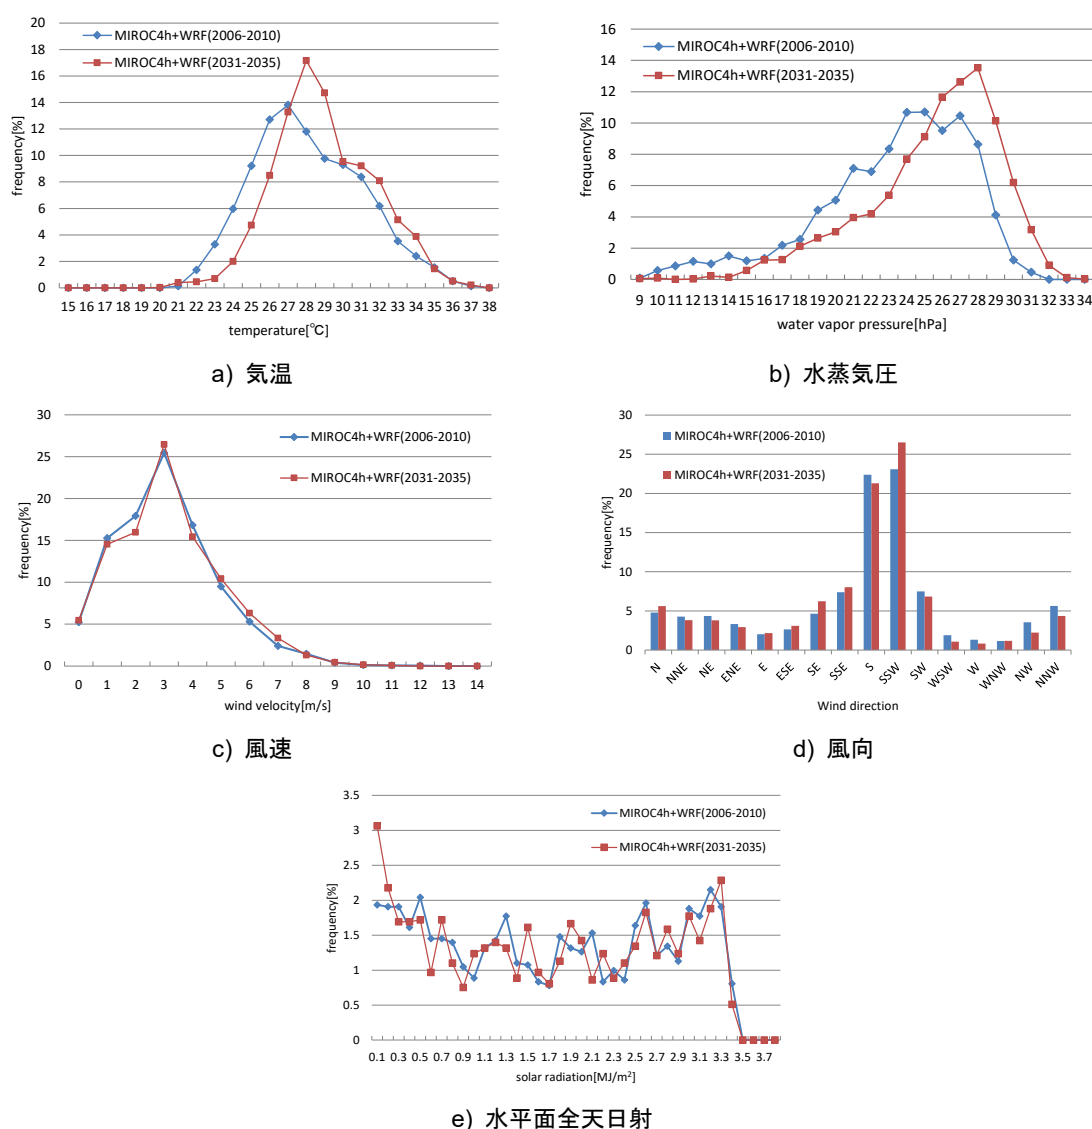 20
18
16
14
12
10
8
6
4
2
0
frequency[%]
MIROC4h+WRF(2006-2010)
MIROC4h+WRF(2031-2035)
15 16 17 18 19 20 21 22 23 24 25 26 27 28 29 30 31 32 33 34 35 36 37 38
temperature[℃]
a) 気温
16
14
12
10
8
6
4
2
0
frequency[%]
MIROC4h+WRF(2006-2010)
MIROC4h+WRF(2031-2035)
9 10 11 12 13 14 15 16 17 18 19 20 21 22 23 24 25 26 27 28 29 30 31 32 33 34
water vapor pressure[hPa]
b) 水蒸気圧
30
25
20
15
10
5
0
frequency[%]
MIROC4h+WRF(2006-2010)
MIROC4h+WRF(2031-2035)
0 1 2 3 4 5 6 7 8 9 10 11 12 13 14
wind velocity[m/s]
c) 風速
30
25
20
15
10
5
0
frequency[%]
MIROC4h+WRF(2006-2010)
MIROC4h+WRF(2031-2035)
N NNE NE ENE E ESE SE SSE S SSW SW WSW W WNW NW NNW
Wind direction
d) 風向
3.5
3
2.5
2
1.5
1
0.5
0
frequency[%]
MIROC4h+WRF(2006-2010)
MIROC4h+WRF(2031-2035)
0.1 0.3 0.5 0.7 0.9 1.1 1.3 1.5 1.7 1.9 2.1 2.3 2.5 2.7 2.9 3.1 3.3 3.5 3.7
solar radiation[MJ/m²]
e) 水平面全天日射